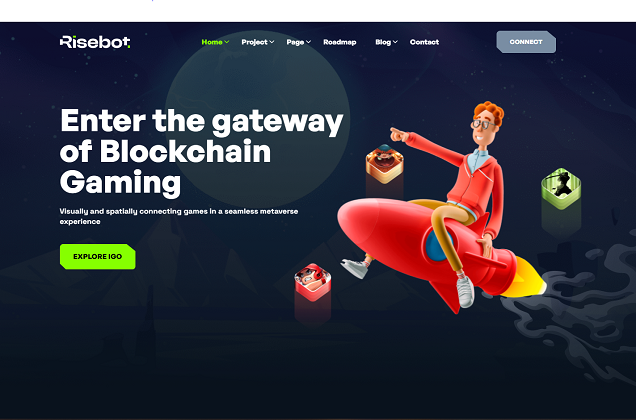 Risebot
Home Project Page Roadmap Blog Contact
CONNECT
Enter the gateway
of Blockchain
Gaming
Visually and spatially connecting games in a seamless metaverse
experience
EXPLORE IGO